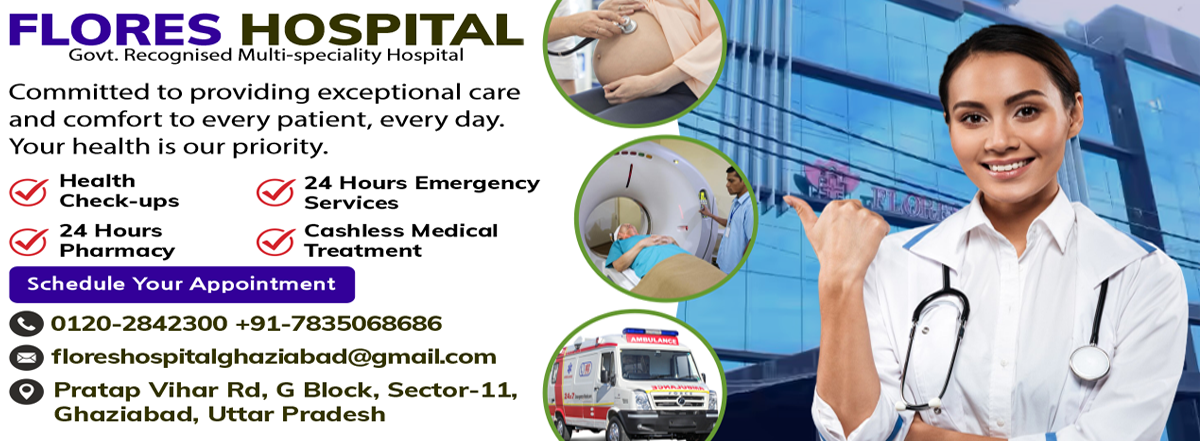 FLORES HOSPITAL
Govt. Recognised Multi-speciality Hospital
Committed to providing exceptional care
and comfort to every patient, every day.
Your health is our priority.
Health
Check-ups
24 Hours Emergency
Services
24 Hours
Pharmacy
Cashless Medical
Treatment
Schedule Your Appointment
0120-2842300 +91-7835068686
floreshospitalghaziabad@gmail.com
Pratap Vihar Rd, G Block, Sector-11,
Ghaziabad, Uttar Pradesh
AMBULANCE
AMBULANCE
24x7